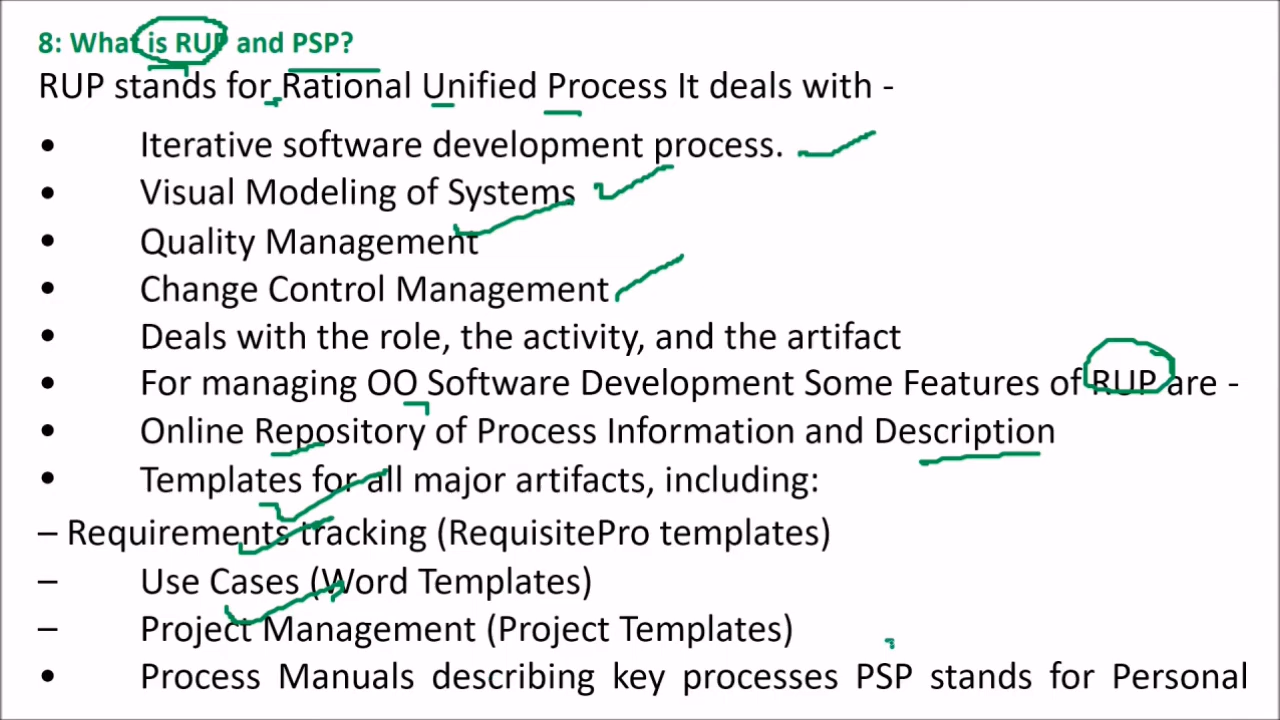 8: What is RUP and PSP?
RUP stands for Rational Unified Process It deals with -
• Iterative software development process.
• Visual Modeling of Systems
• Quality Management
• Change Control Management
• Deals with the role, the activity, and the artifact
• For managing OO Software Development Some Features of RUP are -
• Online Repository of Process Information and Description
• Templates for all major artifacts, including:
– Requirements tracking (RequisitePro templates)
– Use Cases (Word Templates)
– Project Management (Project Templates)
• Process Manuals describing key processes PSP stands for Personal